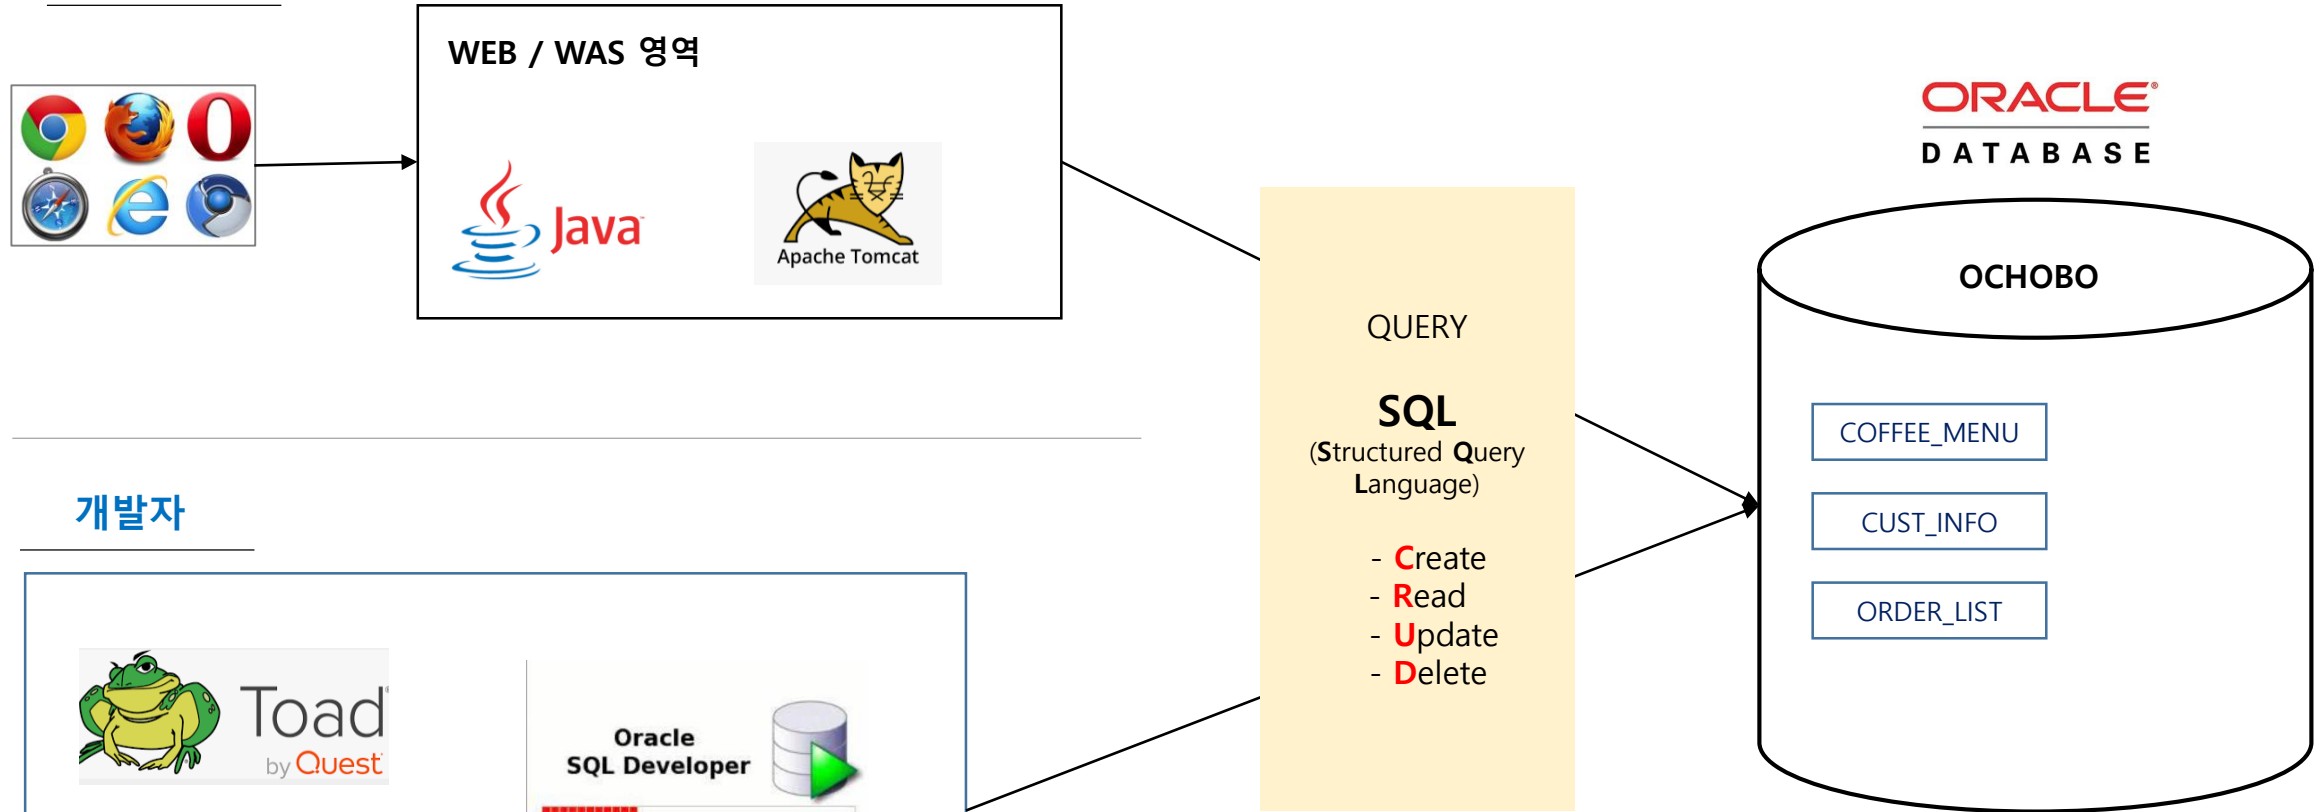 WEB / WAS 영역
Java
Apache Tomcat
ORACLE
DATABASE
OCHOBO
COFFEE_MENU
CUST_INFO
ORDER_LIST
QUERY
SQL
(Structured Query
Language)
- Create
- Read
- Update
- Delete
개발자
Toad
by Quest
Oracle
SQL Developer